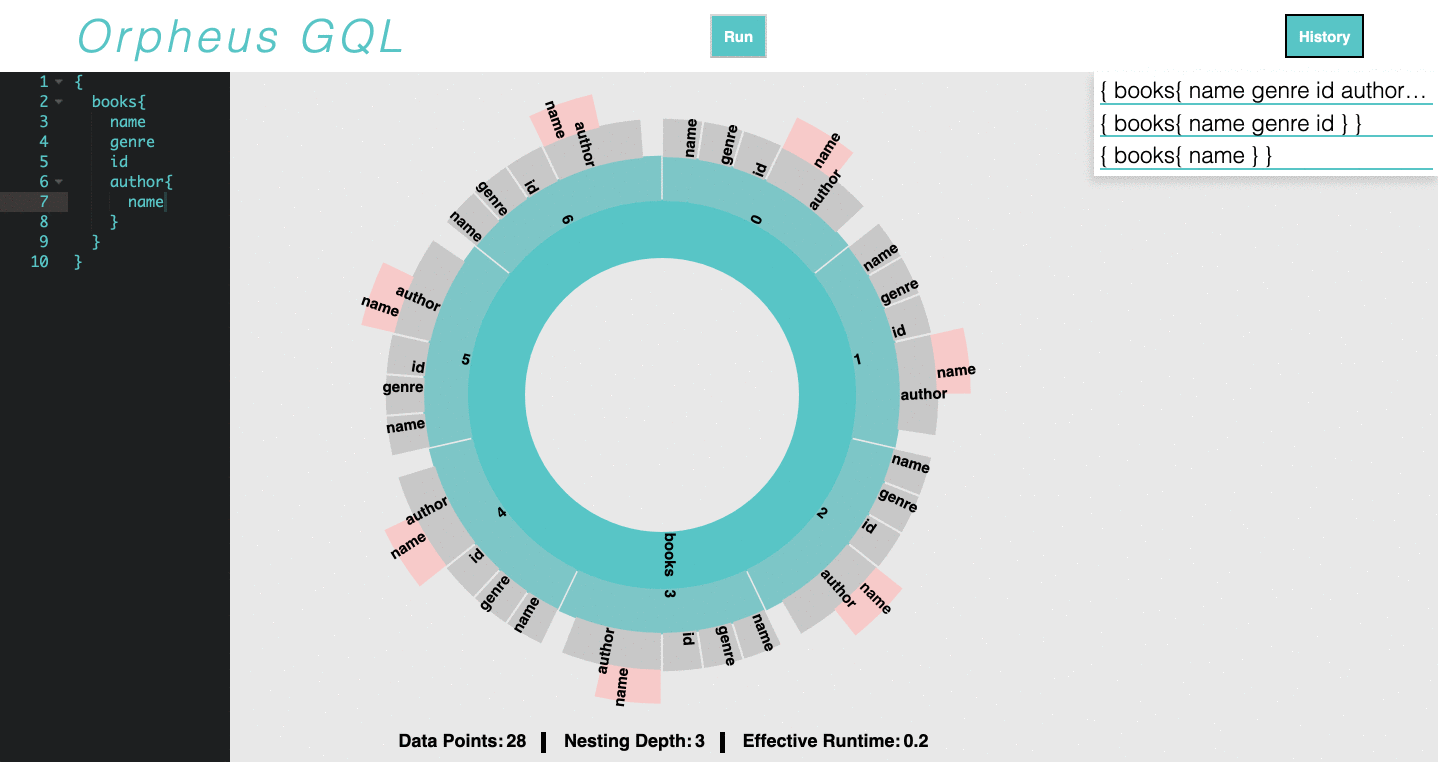 Orpheus GQL
Run
History
1 {
2 books{
3 name
4 genre
5 id
6 author{
7 name
8 }
9 }
10 }
{ books{ name genre id author…
{ books{ name genre id } }
{ books{ name } }
books
0
name
genre
id
author
name
1
name
genre
id
author
name
2
name
genre
id
author
name
3
name
genre
id
author
name
4
name
genre
id
author
name
5
name
genre
id
author
name
6
name
genre
id
author
name
Data Points: 28 | Nesting Depth: 3 | Effective Runtime: 0.2